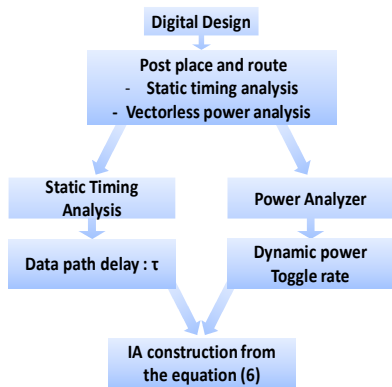 Digital Design
Post place and route
- Static timing analysis
- Vectorless power analysis
Static Timing
Analysis
Power Analyzer
Data path delay : τ
Dynamic power
Toggle rate
IA construction from
the equation (6)